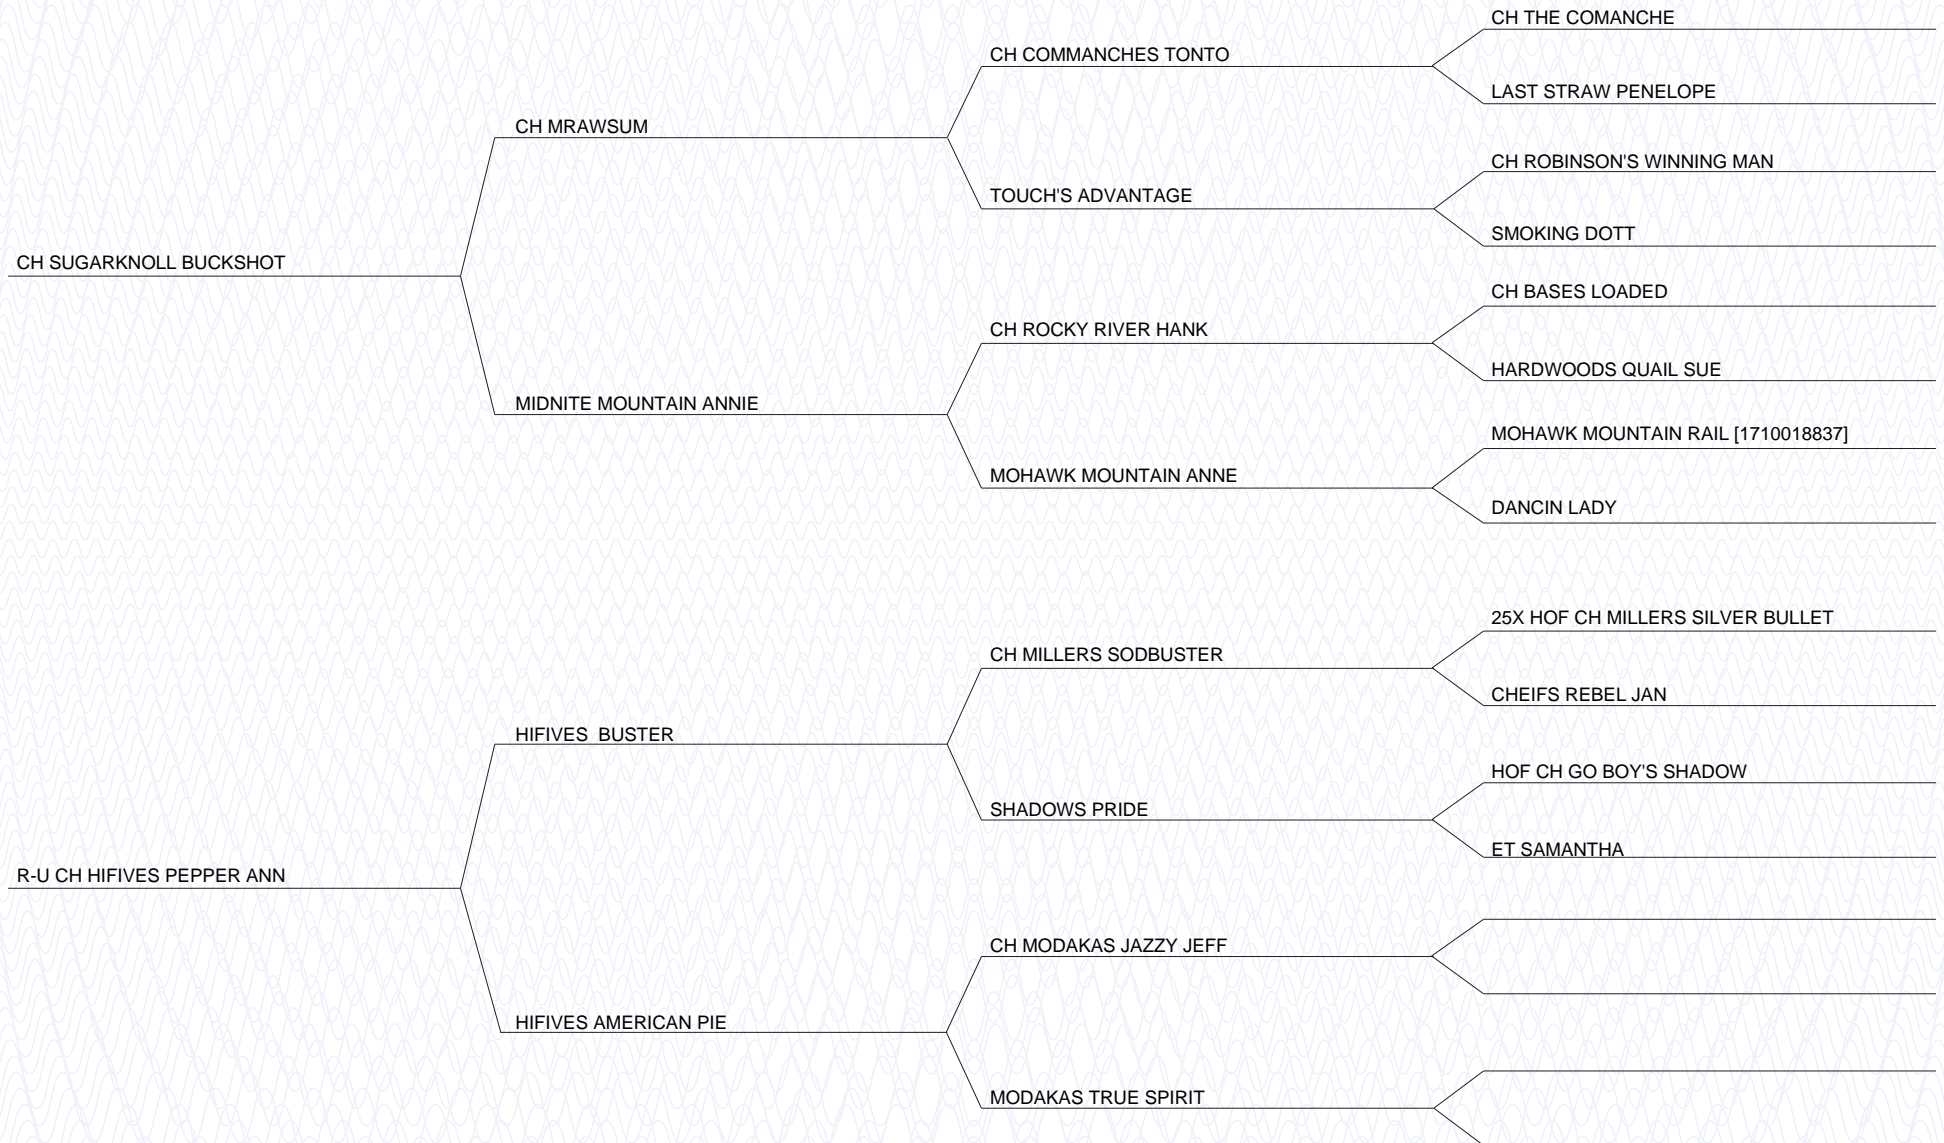 CH THE COMANCHE
CH COMMANCHES TONTO
LAST STRAW PENELOPE
CH MRAWSUM
CH ROBINSON'S WINNING MAN
TOUCH'S ADVANTAGE
SMOKING DOTT
CH SUGARKNOLL BUCKSHOT
CH BASES LOADED
CH ROCKY RIVER HANK
HARDWOODS QUAIL SUE
MIDNITE MOUNTAIN ANNIE
MOHAWK MOUNTAIN RAIL [1710018837]
MOHAWK MOUNTAIN ANNE
DANCIN LADY
25X HOF CH MILLERS SILVER BULLET
CH MILLERS SODBUSTER
CHEIFS REBEL JAN
HIFIVES  BUSTER
HOF CH GO BOY'S SHADOW
SHADOWS PRIDE
ET SAMANTHA
R-U CH HIFIVES PEPPER ANN
CH MODAKAS JAZZY JEFF
HIFIVES AMERICAN PIE
MODAKAS TRUE SPIRIT